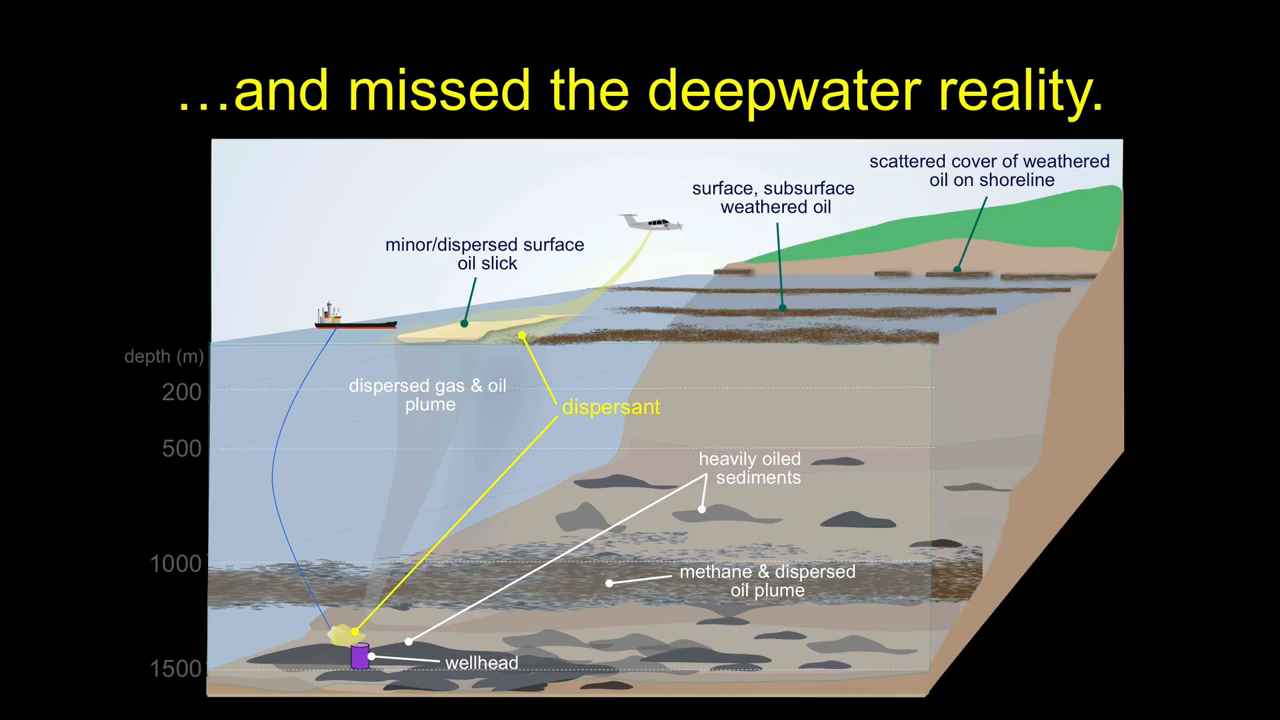 …and missed the deepwater reality.
scattered cover of weathered
oil on shoreline
surface, subsurface
weathered oil
minor/dispersed surface
oil slick
depth (m)
200
dispersed gas & oil
plume
dispersant
500
heavily oiled
sediments
1000
methane & dispersed
oil plume
wellhead
1500